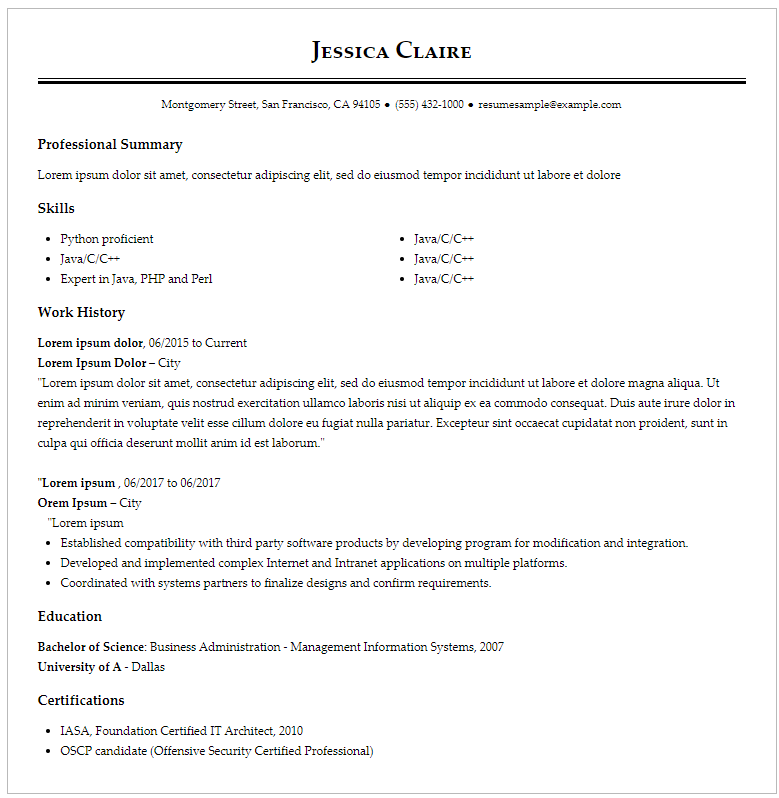 Jessica Claire
Montgomery Street, San Francisco, CA 94105 ● (555) 432-1000 ● resumesample@example.com
Professional Summary
Lorem ipsum dolor sit amet, consectetur adipiscing elit, sed do eiusmod tempor incididunt ut labore et dolore
Skills
• Python proficient
• Java/C/C++
• Expert in Java, PHP and Perl
• Java/C/C++
• Java/C/C++
• Java/C/C++
Work History
Lorem ipsum dolor, 06/2015 to Current
Lorem Ipsum Dolor – City
"Lorem ipsum dolor sit amet, consectetur adipiscing elit, sed do eiusmod tempor incididunt ut labore et dolore magna aliqua. Ut
enim ad minim veniam, quis nostrud exercitation ullamco laboris nisi ut aliquip ex ea commodo consequat. Duis aute irure dolor in
reprehenderit in voluptate velit esse cillum dolore eu fugiat nulla pariatur. Excepteur sint occaecat cupidatat non proident, sunt in
culpa qui officia deserunt mollit anim id est laborum."
"Lorem ipsum , 06/2017 to 06/2017
Orem Ipsum – City
"Lorem ipsum
• Established compatibility with third party software products by developing program for modification and integration.
• Developed and implemented complex Internet and Intranet applications on multiple platforms.
• Coordinated with systems partners to finalize designs and confirm requirements.
Education
Bachelor of Science: Business Administration - Management Information Systems, 2007
University of A - Dallas
Certifications
• IASA, Foundation Certified IT Architect, 2010
• OSCP candidate (Offensive Security Certified Professional)